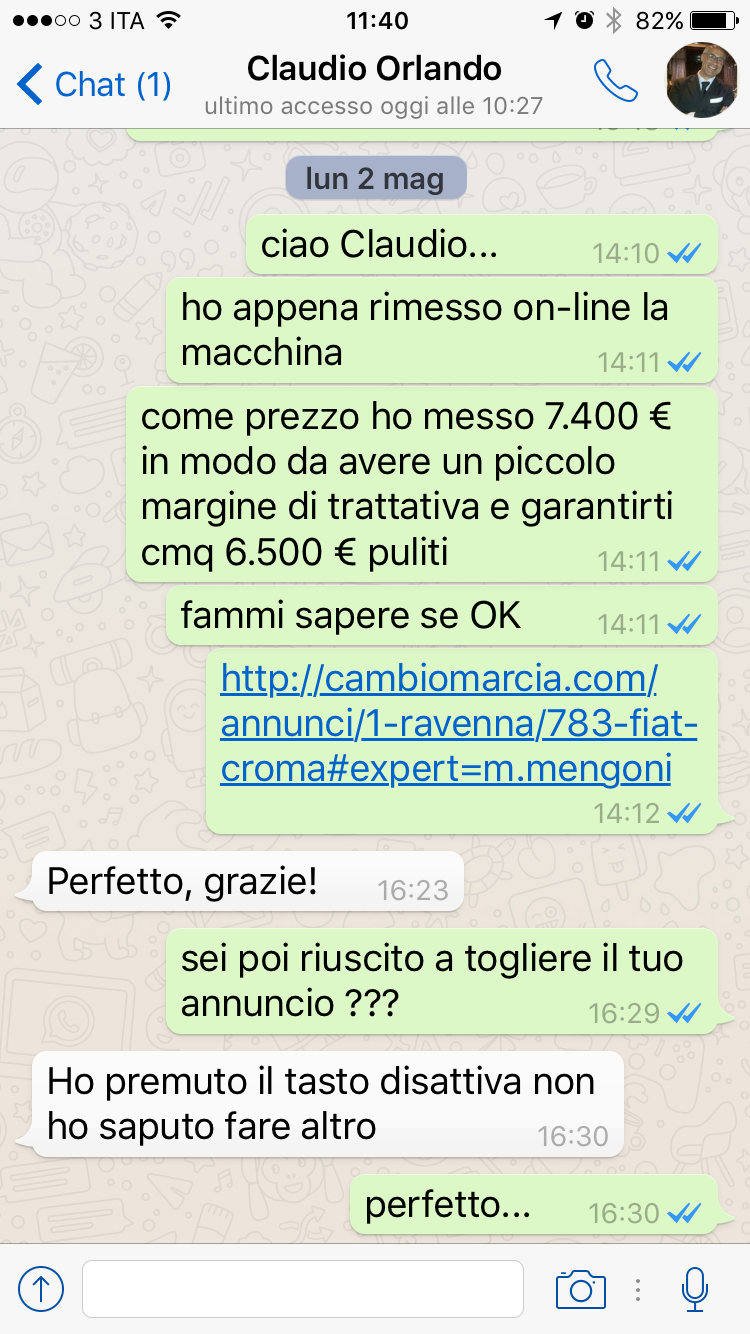 3 ITA 11:40 82%
Chat (1) Claudio Orlando
ultimo accesso oggi alle 10:27
lun 2 mag
ciao Claudio... 14:10
ho appena rimesso on-line la
macchina 14:11
come prezzo ho messo 7.400 €
in modo da avere un piccolo
margine di trattativa e garantirti
cmq 6.500 € puliti 14:11
fammi sapere se OK 14:11
http://cambiomarcia.com/
annunci/1-ravenna/783-fiat-
croma#expert=m.mengoni
14:12
Perfetto, grazie! 16:23
sei poi riuscito a togliere il tuo
annuncio ??? 16:29
Ho premuto il tasto disattiva non
ho saputo fare altro 16:30
perfetto... 16:30